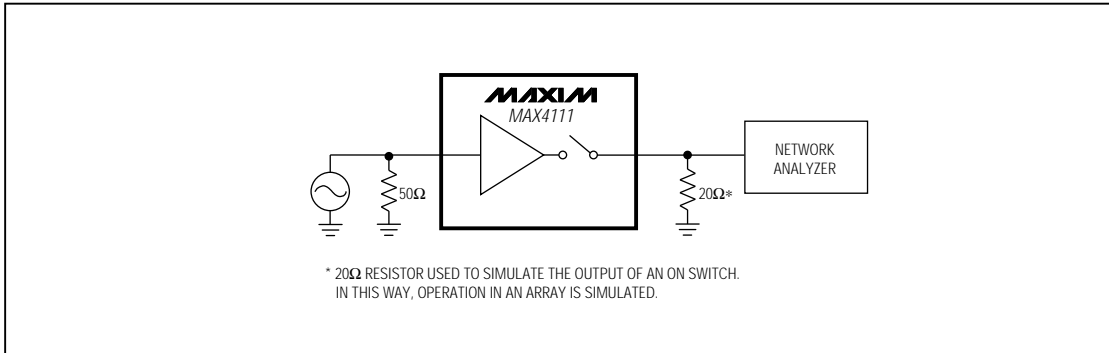 MAXIM
MAX4111
50Ω
20Ω*
NETWORK
ANALYZER
* 20Ω RESISTOR USED TO SIMULATE THE OUTPUT OF AN ON SWITCH.
IN THIS WAY, OPERATION IN AN ARRAY IS SIMULATED.